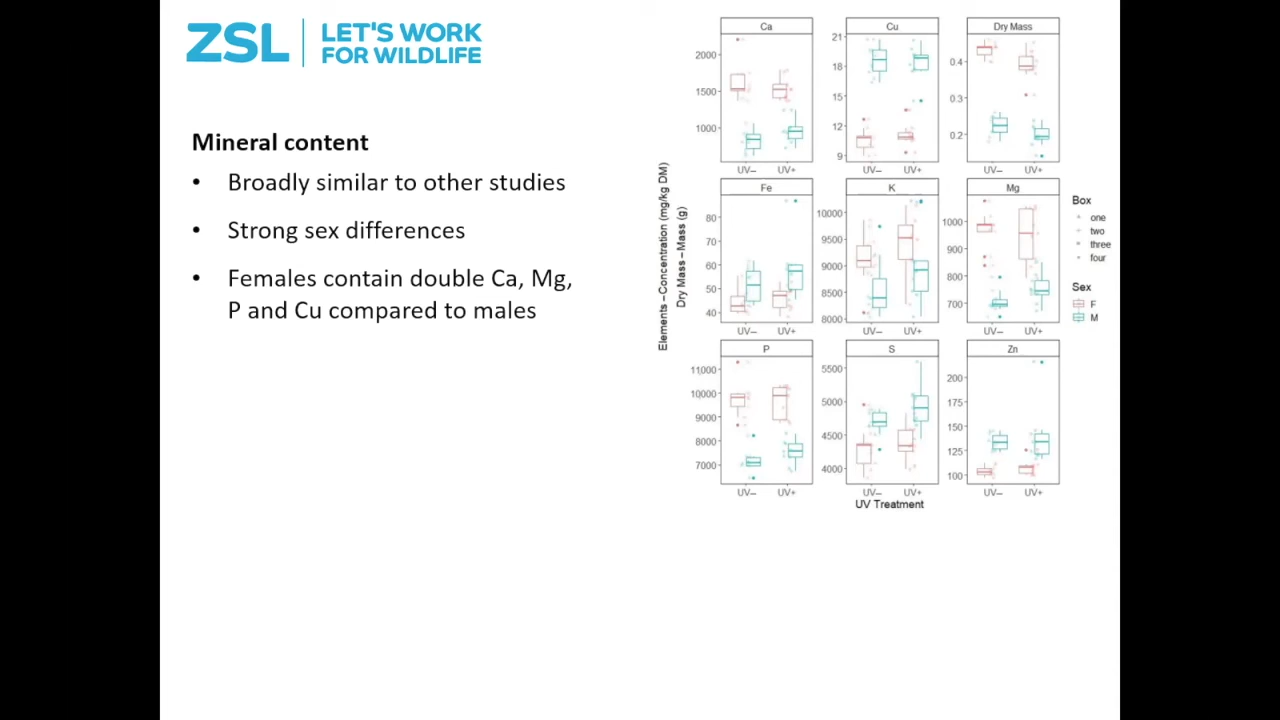 ZSL
LET'S WORK
FOR WILDLIFE
Mineral content
• Broadly similar to other studies
• Strong sex differences
• Females contain double Ca, Mg,
P and Cu compared to males
Elements–Concentration (mg/kg DM)
Dry Mass–Mass (g)
Ca
2000
1500
1000
UV–
UV+
Cu
21
18
15
12
9
UV–
UV+
Dry Mass
0.4
0.3
0.2
UV–
UV+
Fe
80
70
60
50
40
UV–
UV+
K
10000
9500
9000
8500
8000
UV–
UV+
Mg
1000
900
800
700
UV–
UV+
P
11000
10000
9000
8000
7000
UV–
UV+
S
5500
5000
4500
4000
UV–
UV+
Zn
200
175
150
125
100
UV–
UV+
UV Treatment
Box
one
two
three
four
Sex
F
M